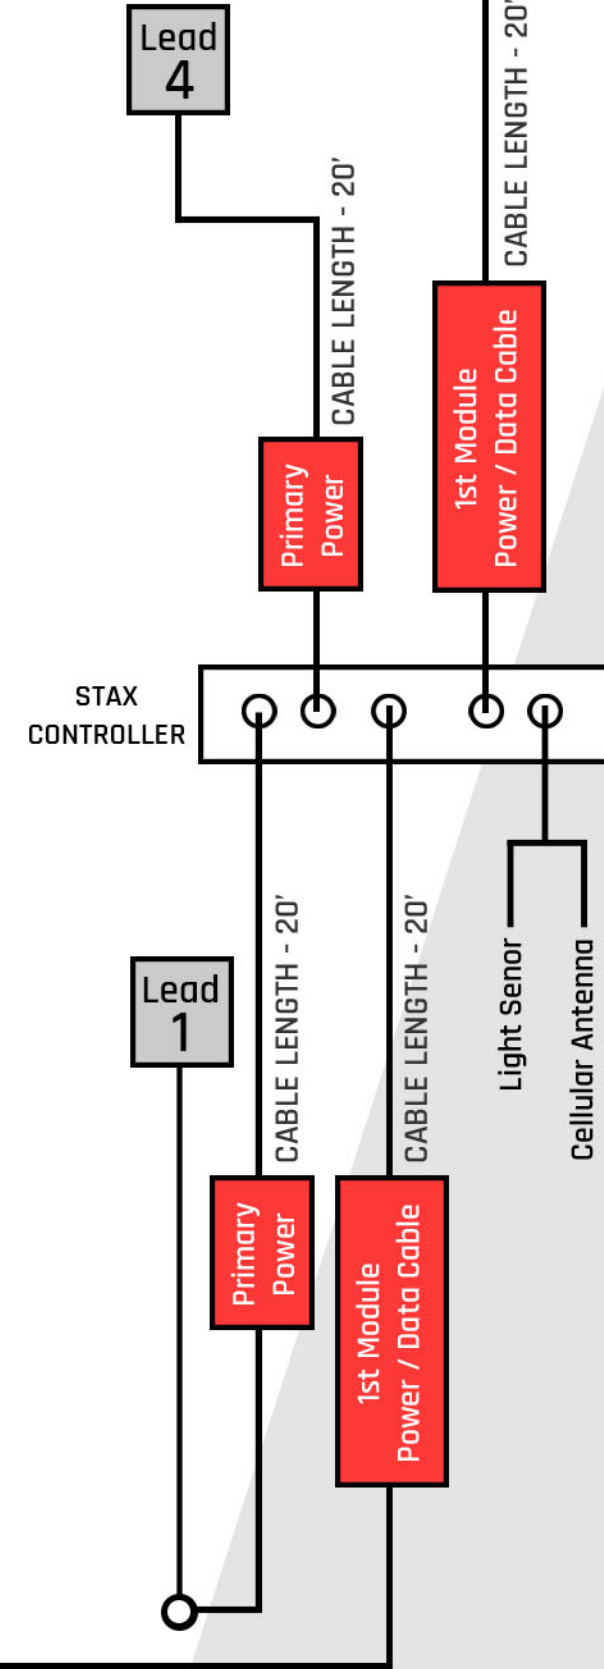 Lead
4
CABLE LENGTH - 20'
CABLE LENGTH - 20'
Primary
Power
1st Module
Power / Data Cable
STAX
CONTROLLER
Lead
1
CABLE LENGTH - 20'
CABLE LENGTH - 20'
Light Senor
Cellular Antenna
Primary
Power
1st Module
Power / Data Cable